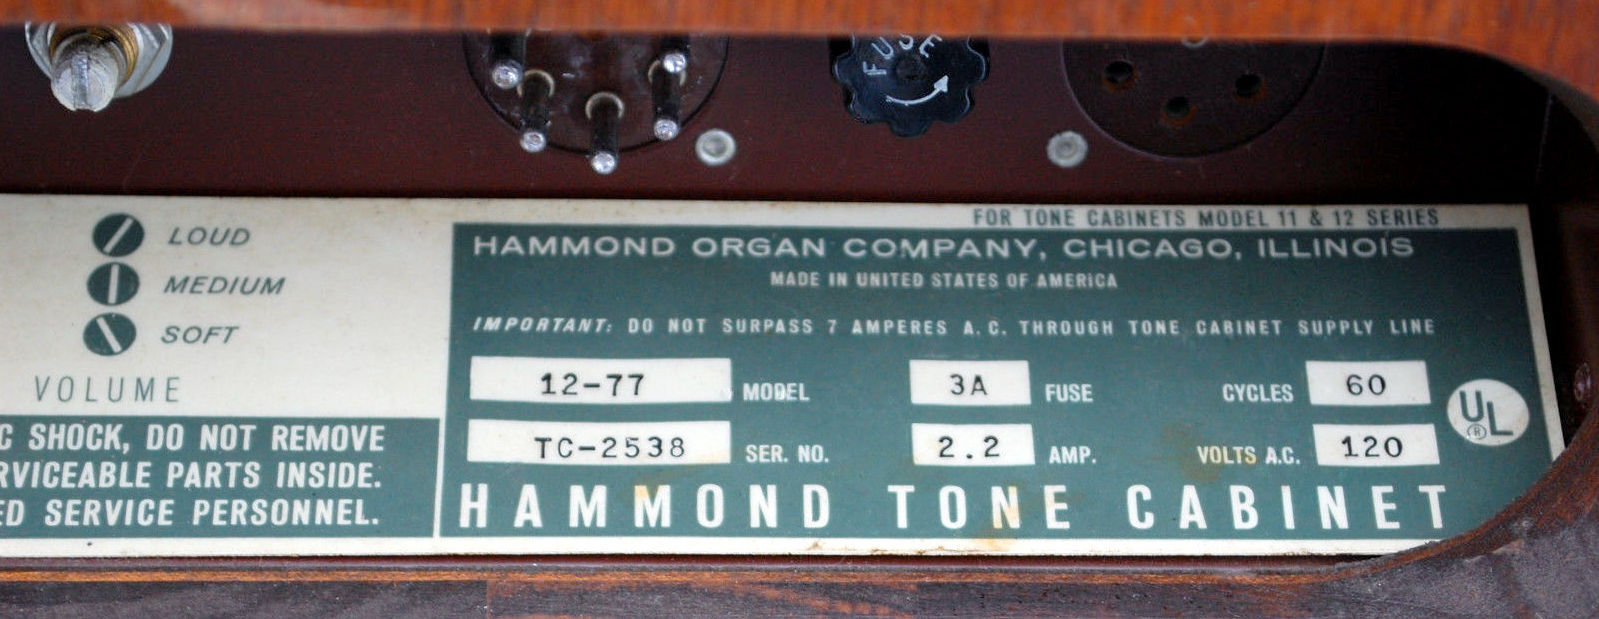 FUSE
LOUD
MEDIUM
SOFT
VOLUME
C SHOCK, DO NOT REMOVE
RVICEABLE PARTS INSIDE.
ED SERVICE PERSONNEL.
FOR TONE CABINETS MODEL 11 & 12 SERIES
HAMMOND ORGAN COMPANY, CHICAGO, ILLINOIS
MADE IN UNITED STATES OF AMERICA
IMPORTANT: DO NOT SURPASS 7 AMPERES A.C. THROUGH TONE CABINET SUPPLY LINE
12-77 MODEL 3A FUSE CYCLES 60
TC-2538 SER. NO. 2.2 AMP. VOLTS A.C. 120
UL ®
HAMMOND TONE CABINET